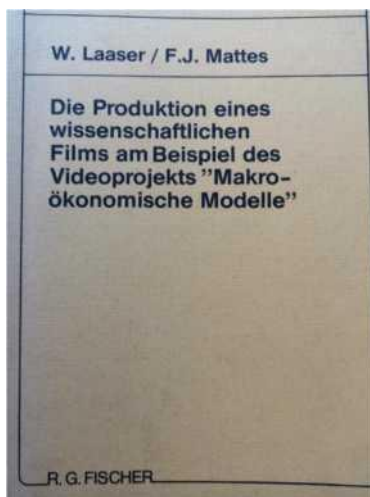 W. Laaser / F.J. Mattes
Die Produktion eines
wissenschaftlichen
Films am Beispiel des
Videoprojekts ”Makro-
ökonomische Modelle”
R. G. FISCHER